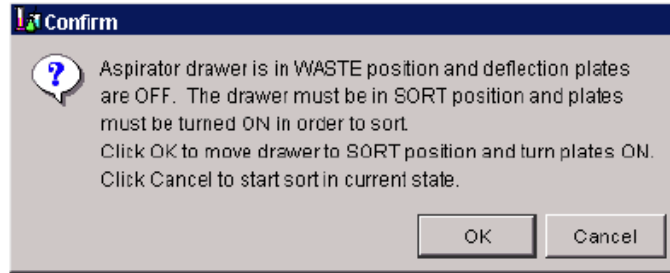 Confirm
Aspirator drawer is in WASTE position and deflection plates
are OFF. The drawer must be in SORT position and plates
must be turned ON in order to sort.
Click OK to move drawer to SORT position and turn plates ON.
Click Cancel to start sort in current state.
OK
Cancel